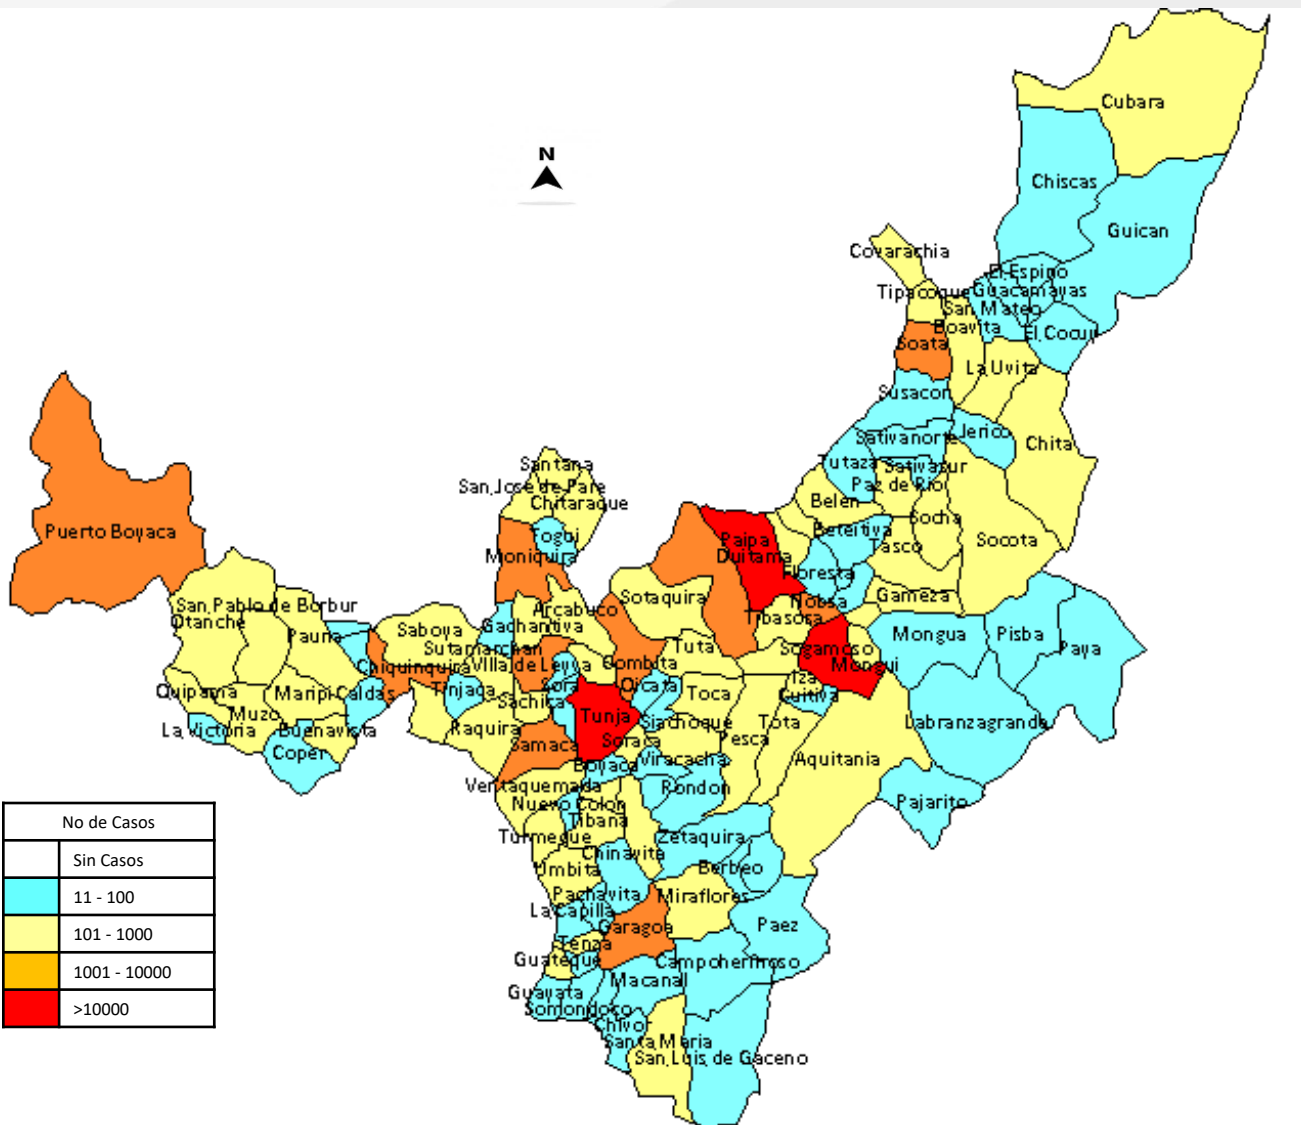 Cubara
N
Chiscas
Guican
Covarachia
El Espino
Tipacoque
Guacamayas
San Mateo
Boavita
El Cocuy
Soata
La Uvita
Susacon
Sativanorte
Jerico
Chita
Santana
Tutaza
Sativasur
San Jose de Pare
Paz de Rio
Chitaraque
Belen
Socha
Puerto Boyaca
Togui
Beteitiva
Paipa
Socota
Tasco
Moniquira
Duitama
Floresta
Sotaquira
Gameza
San Pablo de Borbur
Arcabuco
Nobsa
Otanche
Tibasosa
Pauna
Saboya
Gachantiva
Mongua
Pisba
Paya
Sutamarchan
Tuta
Sogamoso
Chiquinquira
Villa de Leyva
Combita
Mongui
Iza
Quipama
Maripi
Caldas
Tinjaca
Sora
Oicata
Toca
Cuitiva
Sachica
Muzo
Tunja
Siachoque
Tota
Labranzagrande
La Victoria
Buenavista
Raquira
Soraca
Pesca
Samaca
Coper
Boyaca
Viracacha
Aquitania
Ventaquemada
Rondon
Nuevo Colon
Pajarito
Tibana
Turmeque
Zetaquira
Chinavita
Umbita
Berbeo
Pachavita
Miraflores
La Capilla
Garagoa
Paez
Tenza
Guateque
Campohermoso
Macanal
Guayata
Somondoco
Chivor
Santa Maria
San Luis de Gaceno
No de Casos
Sin Casos
11 - 100
101 - 1000
1001 - 10000
>10000